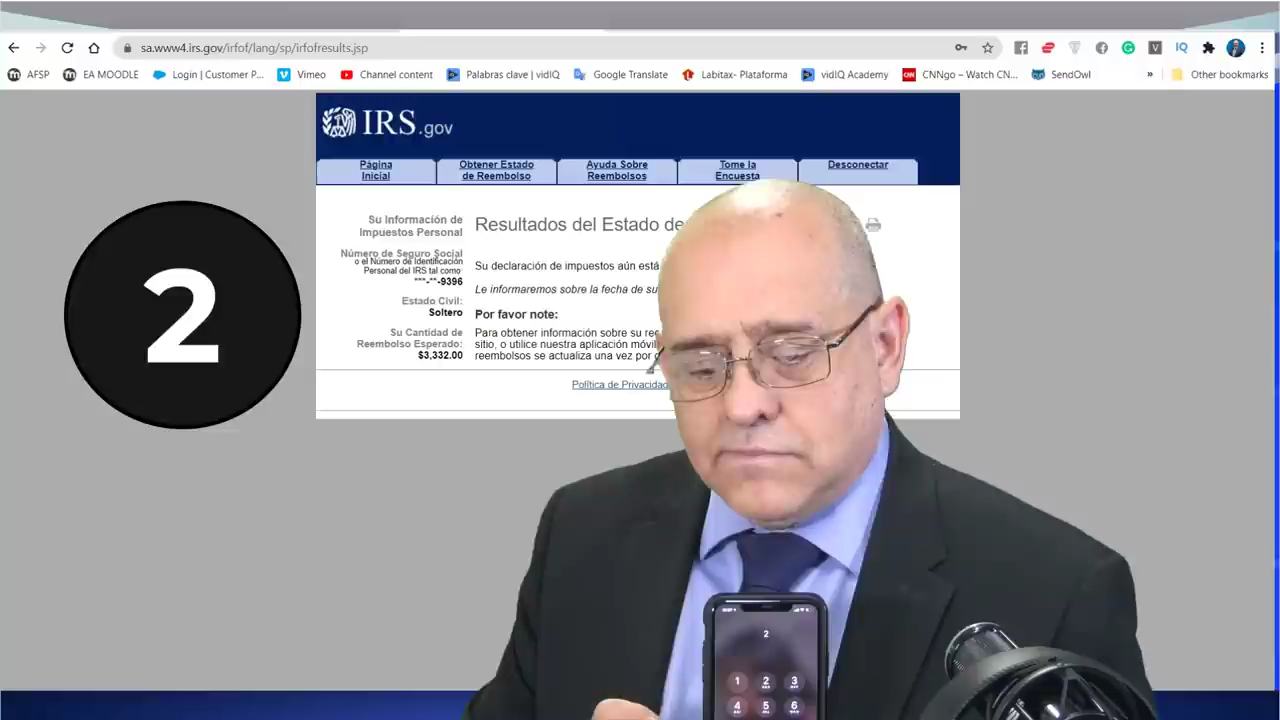 sa.www4.irs.gov/irfof/lang/sp/irfofresults.jsp
AFSP EA MOODLE Login | Customer P... Vimeo Channel content Palabras clave | vidIQ Google Translate Labitax- Plataforma vidIQ Academy CNNgo – Watch CN... SendOwl » Other bookmarks
IRS.gov
Página Inicial
Obtener Estado de Reembolso
Ayuda Sobre Reembolsos
Tome la Encuesta
Desconectar
Su Información de
Impuestos Personal
Número de Seguro Social
o el Número de Identificación
Personal del IRS tal como
***-**-9396
Estado Civil:
Soltero
Su Cantidad de
Reembolso Esperado:
$3,332.00
Resultados del Estado de
Su declaración de impuestos aún está
Le informaremos sobre la fecha de su
Por favor note:
Para obtener información sobre su
sitio, o utilice nuestra aplicación
reembolsos se actualiza una vez por
Política de Privacidad
2
2
1 2 3
4 5 6